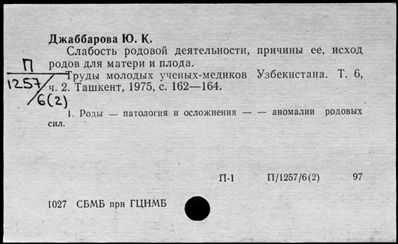 Джаббарова Ю. К.
Слабость родовой деятельности, причины ее, исход
родов для матери и плода.
П
1257
6(2)
Труды молодых ученых-медиков Узбекистана. Т. 6,
ч. 2. Ташкент, 1975, с. 162—164.
1. Роды — патология и осложнения — — аномалии родовых
сил.
П-1 П/1257/6(2) 97
1027 СБМБ при ГЦНМБ